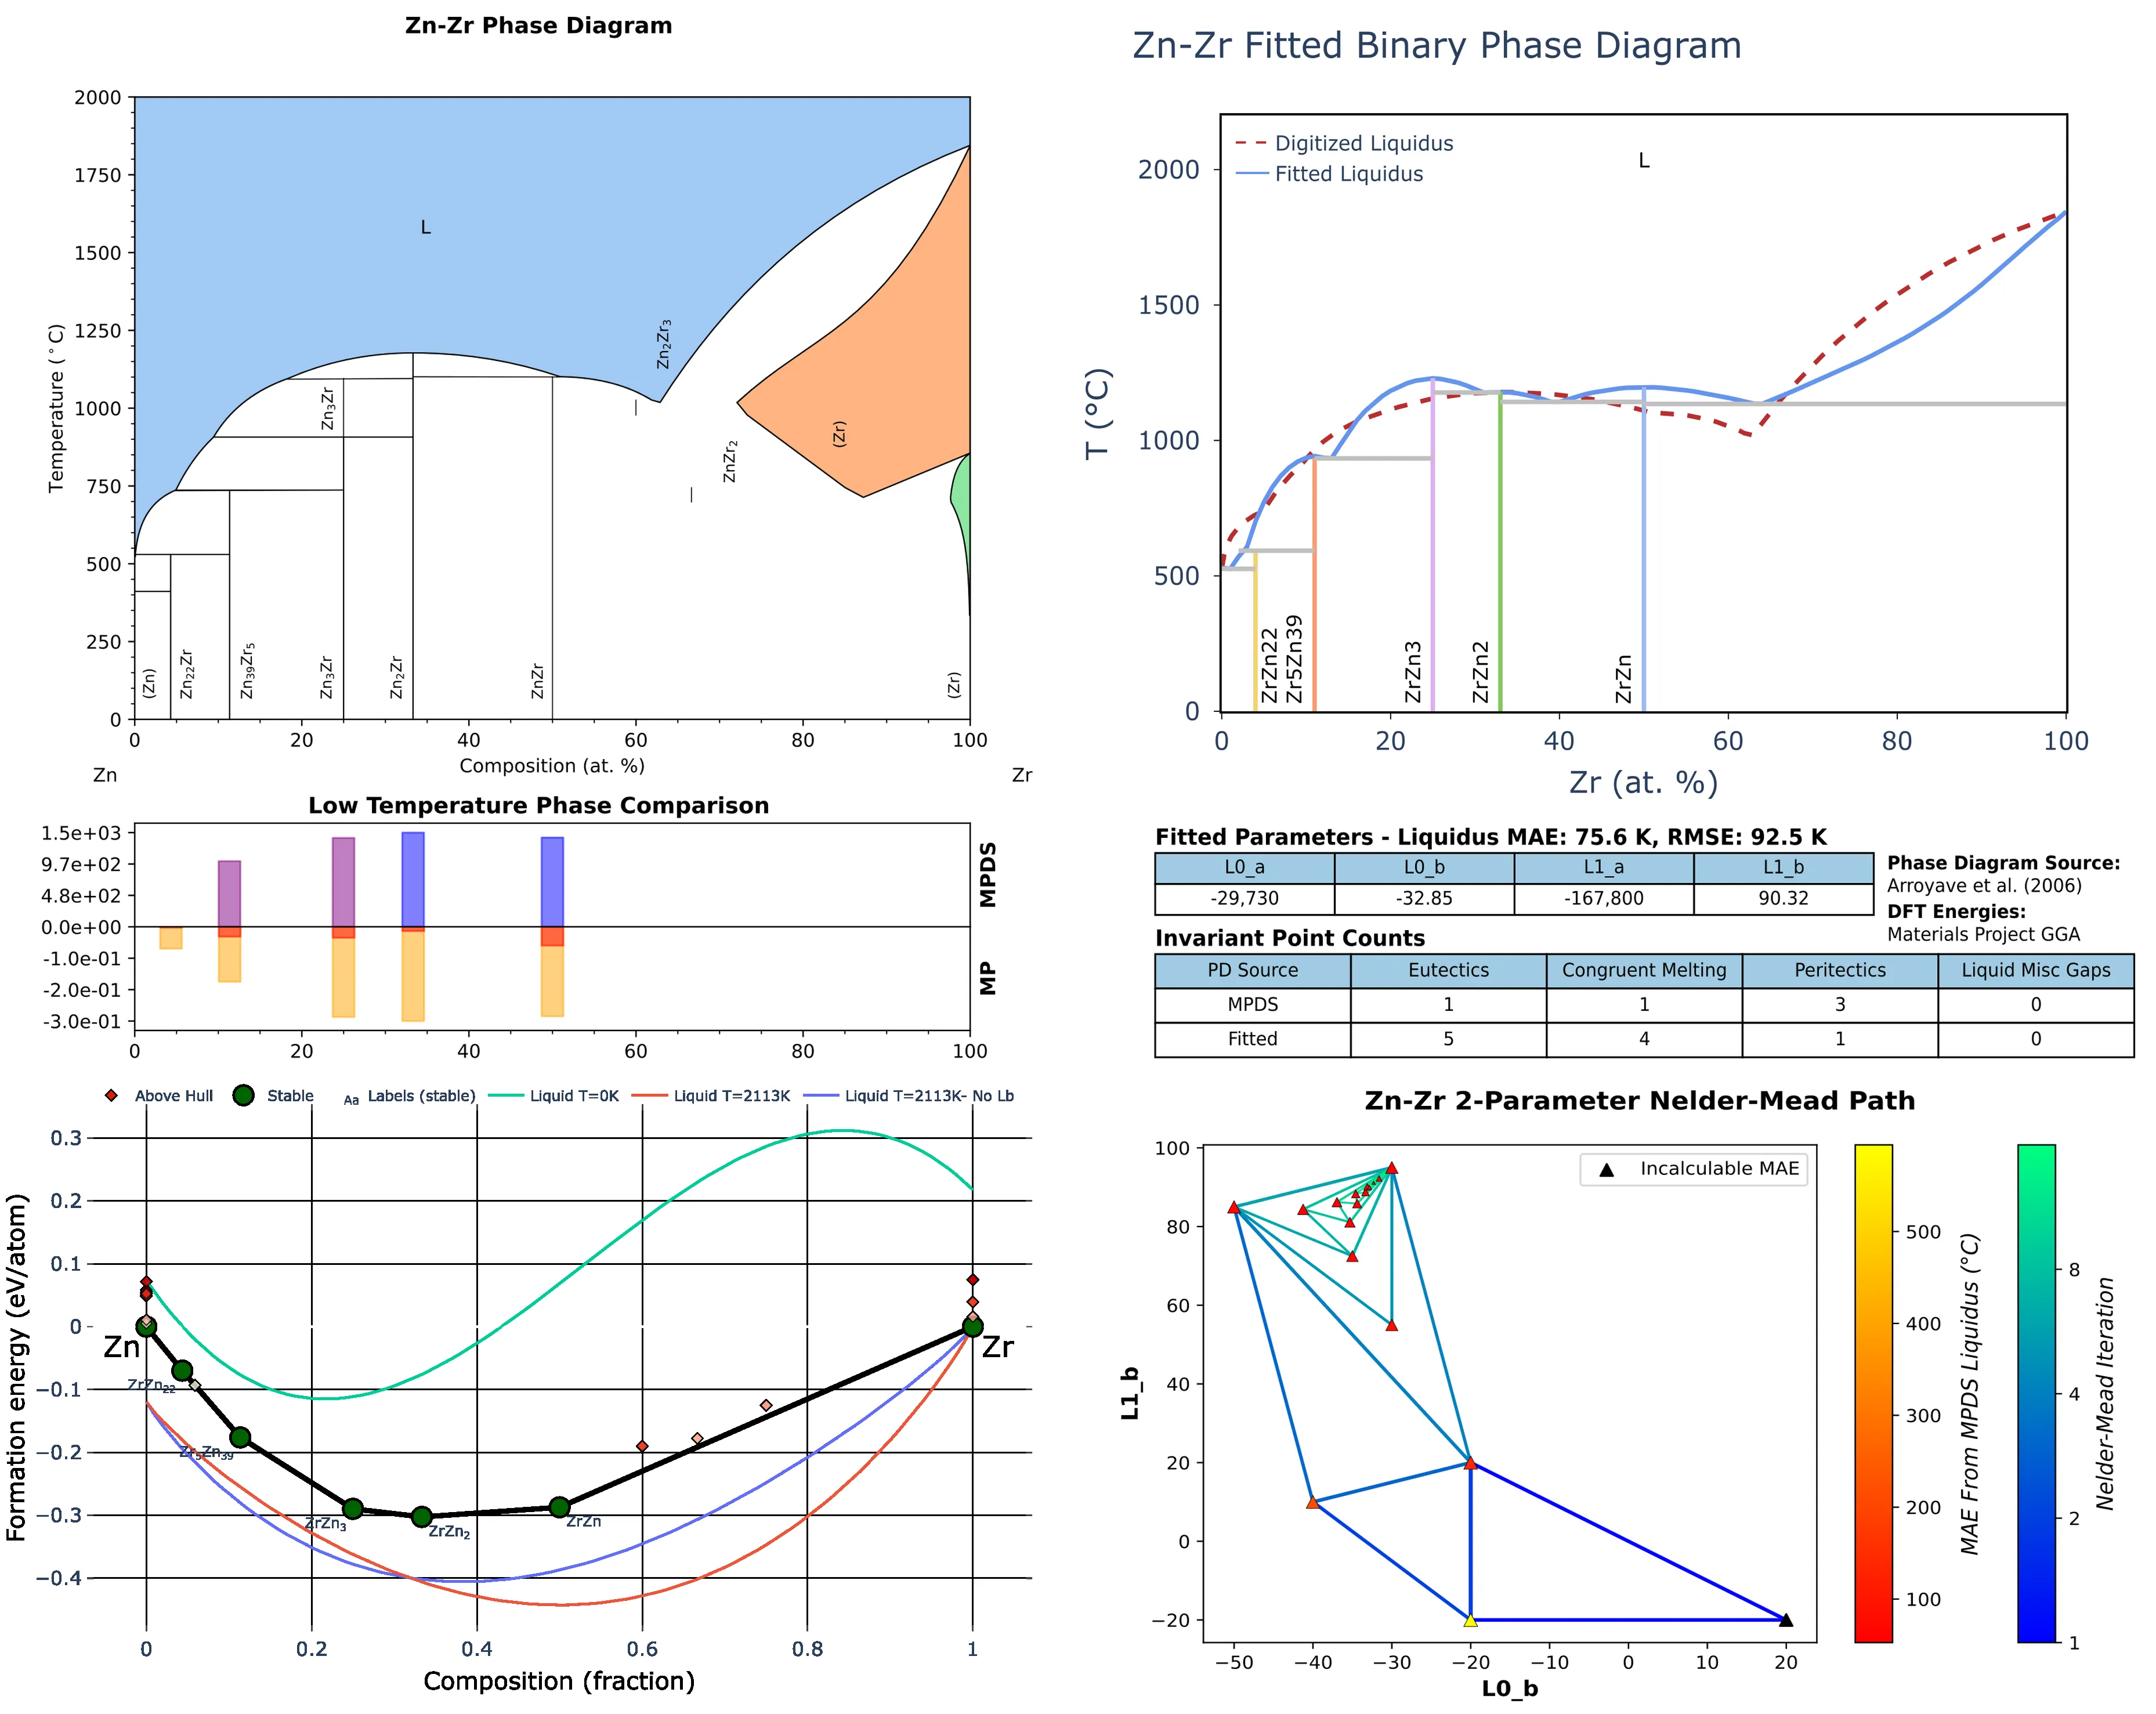 Zn-Zr Phase Diagram
Temperature (°C)
2000
1750
1500
1250
1000
750
500
250
0
L
Zn2Zr3
Zn3Zr
ZnZr2
(Zr)
(Zn)
Zn22Zr
Zn39Zr5
Zn3Zr
Zn2Zr
ZnZr
(Zr)
0 20 40 60 80 100
Zn Composition (at. %) Zr
Zn-Zr Fitted Binary Phase Diagram
Digitized Liquidus
Fitted Liquidus
L
T (°C)
2000
1500
1000
500
0
ZrZn22
Zr5Zn39
ZrZn3
ZrZn2
ZrZn
0 20 40 60 80 100
Zr (at. %)
Low Temperature Phase Comparison
1.5e+03
9.7e+02
4.8e+02
0.0e+00
-1.0e-01
-2.0e-01
-3.0e-01
MPDS
MP
0 20 40 60 80 100
Fitted Parameters - Liquidus MAE: 75.6 K, RMSE: 92.5 K
L0_a L0_b L1_a L1_b
-29,730 -32.85 -167,800 90.32
Phase Diagram Source:
Arroyave et al. (2006)
DFT Energies:
Materials Project GGA
Invariant Point Counts
PD Source Eutectics Congruent Melting Peritectics Liquid Misc Gaps
MPDS 1 1 3 0
Fitted 5 4 1 0
Above Hull Stable Aa Labels (stable) Liquid T=0K Liquid T=2113K Liquid T=2113K- No Lb
Formation energy (eV/atom)
0.3
0.2
0.1
0
−0.1
−0.2
−0.3
−0.4
Zn
Zr
ZrZn22
Zr5Zn39
ZrZn3
ZrZn2
ZrZn
0 0.2 0.4 0.6 0.8 1
Composition (fraction)
Zn-Zr 2-Parameter Nelder-Mead Path
Incalculable MAE
L1_b
100
80
60
40
20
0
−20
−50 −40 −30 −20 −10 0 10 20
L0_b
500
400
300
200
100
MAE From MPDS Liquidus (°C)
8
4
2
1
Nelder-Mead Iteration